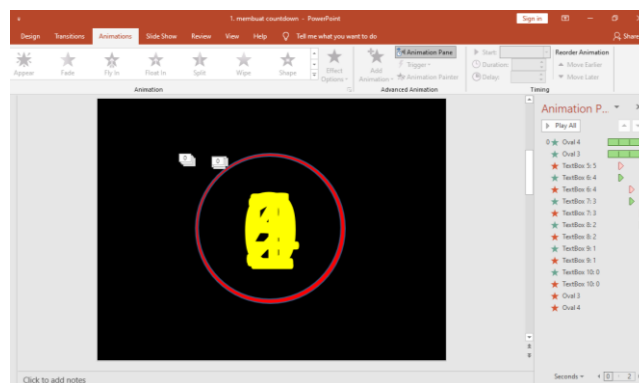 1. membuat countdown - PowerPoint
Sign in
Design Transitions Animations Slide Show Review View Help Tell me what you want to do Share
Appear Fade Fly In Float In Split Wipe Shape
Effect Options
Add Animation
Animation Pane
Trigger
Animation Painter
Start:
Duration:
Delay:
Reorder Animation
Move Earlier
Move Later
Animation Advanced Animation Timing
0 0
Animation P...
Play All
0 Oval 4
Oval 3
TextBox 5: 5
TextBox 6: 4
TextBox 6: 4
TextBox 7: 3
TextBox 7: 3
TextBox 8: 2
TextBox 8: 2
TextBox 9: 1
TextBox 9: 1
TextBox 10: 0
TextBox 10: 0
Oval 3
Oval 4
Seconds 0 2
Click to add notes